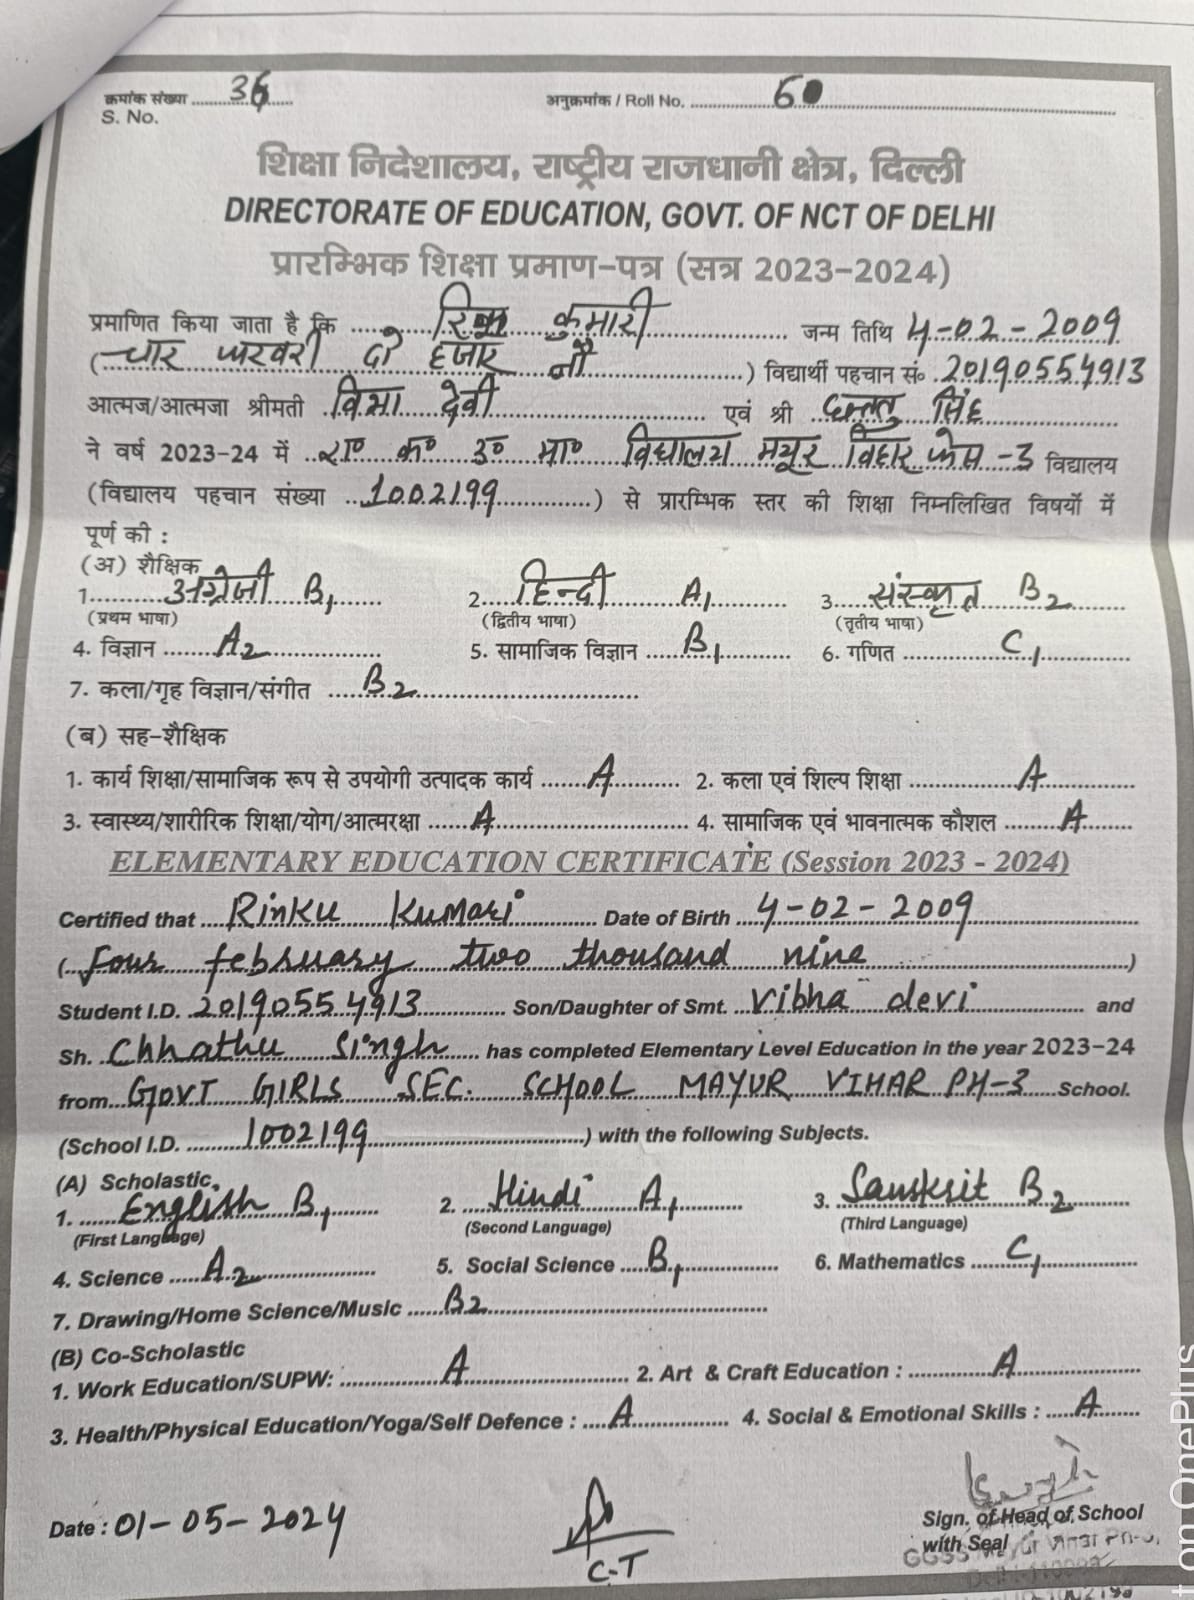 क्रमांक संख्या ........ 36 अनुक्रमांक / Roll No. ........ 60
S. No.
शिक्षा निदेशालय, राष्ट्रीय राजधानी क्षेत्र, दिल्ली
DIRECTORATE OF EDUCATION, GOVT. OF NCT OF DELHI
प्रारम्भिक शिक्षा प्रमाण-पत्र (सत्र 2023-2024)
प्रमाणित किया जाता है कि ........ कुमारी ........ जन्म तिथि 4-02-2009
(चार फरवरी दो हजार नौ ........) विद्यार्थी पहचान सं० 20190554913
आत्मज/आत्मजा श्रीमती विभा देवी ........ एवं श्री ........ सिंह
ने वर्ष 2023-24 में रा० क० उ० मा० विद्यालय मयूर विहार फेस -3 विद्यालय
(विद्यालय पहचान संख्या ...1002199........) से प्रारम्भिक स्तर की शिक्षा निम्नलिखित विषयों में
पूर्ण की :
(अ) शैक्षिक
1. अग्रेजी B1 2. हिन्दी A1 3. संस्कृत B2
(प्रथम भाषा) (द्वितीय भाषा) (तृतीय भाषा)
4. विज्ञान ..... A2 5. सामाजिक विज्ञान ..... B1 6. गणित ..... C1
7. कला/गृह विज्ञान/संगीत ..... B2
(ब) सह-शैक्षिक
1. कार्य शिक्षा/सामाजिक रूप से उपयोगी उत्पादक कार्य ..... A 2. कला एवं शिल्प शिक्षा ..... A
3. स्वास्थ्य/शारीरिक शिक्षा/योग/आत्मरक्षा ..... A 4. सामाजिक एवं भावनात्मक कौशल ..... A
ELEMENTARY EDUCATION CERTIFICATE (Session 2023 - 2024)
Certified that ... Rinku Kumari ... Date of Birth ... 4-02-2009
(... Four february two thousand nine ...)
Student I.D. 20190554913 ... Son/Daughter of Smt. ... Vibha devi ... and
Sh. Chhathu Singh ... has completed Elementary Level Education in the year 2023-24
from... GOVT GIRLS SEC. SCHOOL MAYUR VIHAR PH-3 ... School.
(School I.D. ... 1002199 ...) with the following Subjects.
(A) Scholastic
1. English B1 2. Hindi A1 3. Sanskrit B2
(First Language) (Second Language) (Third Language)
4. Science ..... A2 5. Social Science ..... B1 6. Mathematics ..... C1
7. Drawing/Home Science/Music ..... B2
(B) Co-Scholastic
1. Work Education/SUPW: ..... A 2. Art & Craft Education : ..... A
3. Health/Physical Education/Yoga/Self Defence : ..... A 4. Social & Emotional Skills : ..... A
Date : 01-05-2024
C-T
Sign. of Head of School
with Seal
t on OnePlus